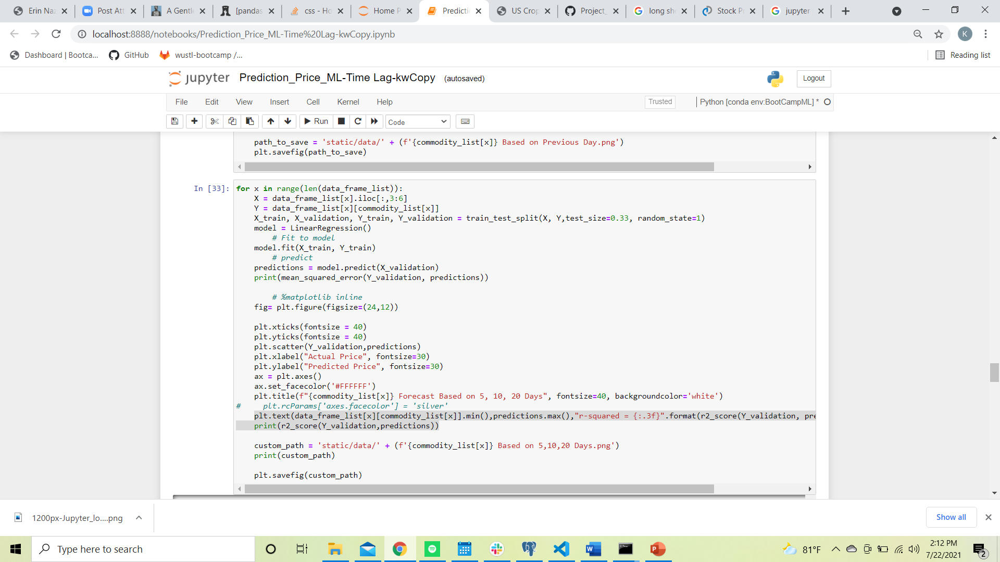 Erin Naz
Post Att
A Gentl
[pandas
css - Ho
Home P
Predictio
US Crop
Project_
long sh
Stock Pr
jupyter
localhost:8888/notebooks/Prediction_Price_ML-Time%20Lag-kwCopy.ipynb
K
Dashboard | Bootca...
GitHub
wustl-bootcamp /...
Reading list
jupyter
Prediction_Price_ML-Time Lag-kwCopy (autosaved)
Logout
File Edit View Insert Cell Kernel Help
Trusted
Python [conda env:BootCampML] *
Run
Code
path_to_save = 'static/data/' + (f'{commodity_list[x]} Based on Previous Day.png')
plt.savefig(path_to_save)
In [33]:
for x in range(len(data_frame_list)):
X = data_frame_list[x].iloc[:,3:6]
Y = data_frame_list[x][commodity_list[x]]
X_train, X_validation, Y_train, Y_validation = train_test_split(X, Y,test_size=0.33, random_state=1)
model = LinearRegression()
# Fit to model
model.fit(X_train, Y_train)
# predict
predictions = model.predict(X_validation)
print(mean_squared_error(Y_validation, predictions))
# %matplotlib inline
fig= plt.figure(figsize=(24,12))
plt.xticks(fontsize = 40)
plt.yticks(fontsize = 40)
plt.scatter(Y_validation,predictions)
plt.xlabel("Actual Price", fontsize=30)
plt.ylabel("Predicted Price", fontsize=30)
ax = plt.axes()
ax.set_facecolor('#FFFFFF')
plt.title(f"{commodity_list[x]} Forecast Based on 5, 10, 20 Days", fontsize=40, backgroundcolor='white')
# plt.rcParams['axes.facecolor'] = 'silver'
plt.text(data_frame_list[x][commodity_list[x]].min(),predictions.max(),"r-squared = {:.3f}".format(r2_score(Y_validation, pre
print(r2_score(Y_validation,predictions))
custom_path = 'static/data/' + (f'{commodity_list[x]} Based on 5,10,20 Days.png')
print(custom_path)
plt.savefig(custom_path)
1200px-Jupyter_lo....png
Show all
Type here to search
81°F
2:12 PM
7/22/2021
2